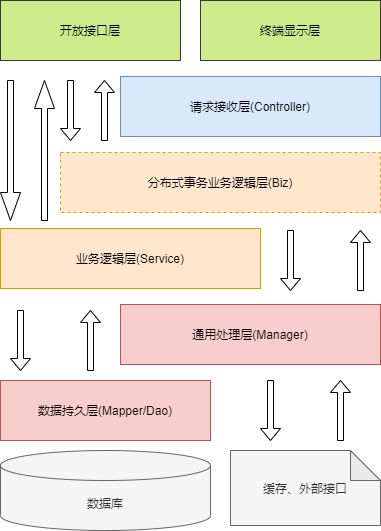 开放接口层
终端显示层
请求接收层(Controller)
分布式事务业务逻辑层(Biz)
业务逻辑层(Service)
通用处理层(Manager)
数据持久层(Mapper/Dao)
数据库
缓存、外部接口